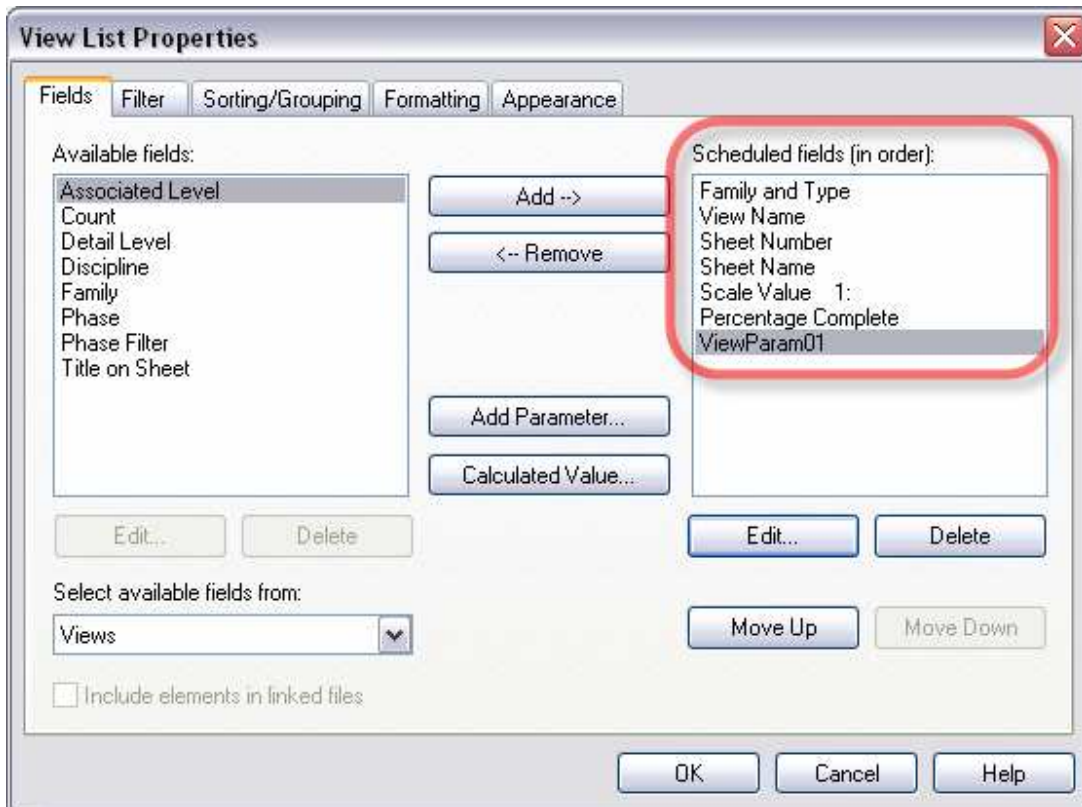 View List Properties
Fields
Filter
Sorting/Grouping
Formatting
Appearance
Available fields:
Associated Level
Count
Detail Level
Discipline
Family
Phase
Phase Filter
Title on Sheet
Add -->
<-- Remove
Add Parameter...
Calculated Value...
Scheduled fields (in order):
Family and Type
View Name
Sheet Number
Sheet Name
Scale Value    1:
Percentage Complete
ViewParam01
Edit...
Delete
Edit...
Delete
Select available fields from:
Views
Move Up
Move Down
Include elements in linked files
OK
Cancel
Help